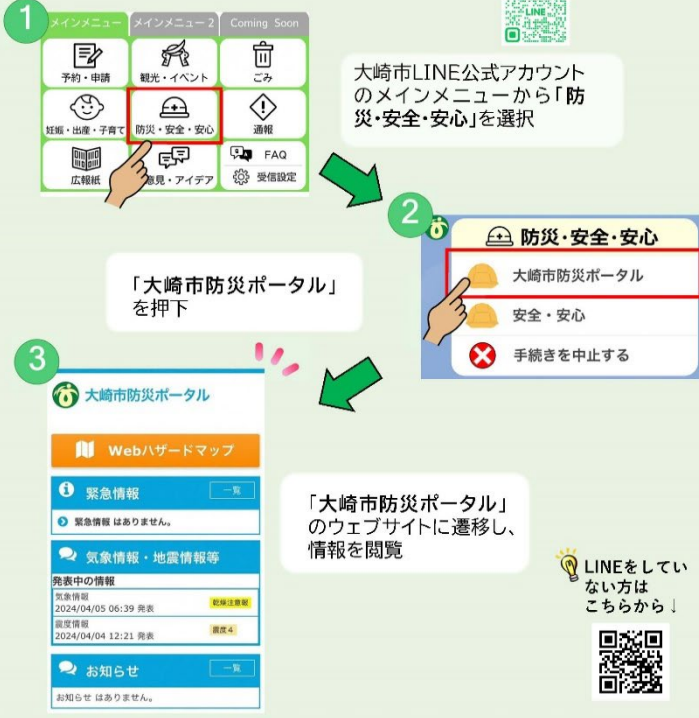 LINE
1
メインメニュー
メインメニュー2
Coming Soon
予約・申請
観光・イベント
ごみ
妊娠・出産・子育て
防災・安全・安心
通報
広報紙
意見・アイデア
FAQ
受信設定
大崎市LINE公式アカウント
のメインメニューから「防
災・安全・安心」を選択
2
防災・安全・安心
大崎市防災ポータル
安全・安心
手続きを中止する
「大崎市防災ポータル」
を押下
3
大崎市防災ポータル
Webハザードマップ
緊急情報
一覧
緊急情報 はありません。
気象情報・地震情報等
発表中の情報
気象情報
2024/04/05 06:39 発表
乾燥注意報
震度情報
2024/04/04 12:21 発表
震度4
お知らせ
一覧
お知らせ はありません。
「大崎市防災ポータル」
のウェブサイトに遷移し、
情報を閲覧
LINEをしてい
ない方は
こちらから↓